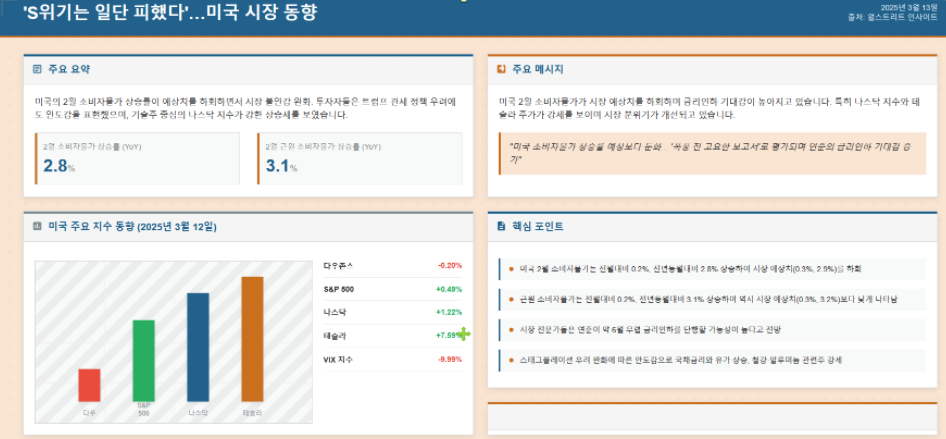 'S위기는 일단 피했다'...미국 시장 동향
2025년 3월 13일
출처: 월스트리트 인사이트
주요 요약
미국의 2월 소비자물가 상승률이 예상치를 하회하면서 시장 불안감 완화. 투자자들은 트럼프 관세 정책 우려에
도 안도감을 표현했으며, 기술주 중심의 나스닥 지수가 강한 상승세를 보였습니다.
2월 소비자물가 상승률 (YoY)
2.8%
2월 근원 소비자물가 상승률 (YoY)
3.1%
주요 메시지
미국 2월 소비자물가가 시장 예상치를 하회하며 금리인하 기대감이 높아지고 있습니다. 특히 나스닥 지수와 테
슬라 주가가 강세를 보이며 시장 분위기가 개선되고 있습니다.
"미국 소비자물가 상승률 예상보다 둔화... '폭풍 전 고요한 보고서'로 평가되며 연준의 금리인하 기대감 증
가"
미국 주요 지수 동향 (2025년 3월 12일)
다우
S&P
500
나스닥
테슬라
다우존스 -0.20%
S&P 500 +0.49%
나스닥 +1.22%
테슬라 +7.59%
VIX 지수 -9.99%
핵심 포인트
미국 2월 소비자물가는 전월대비 0.2%, 전년동월대비 2.8% 상승하여 시장 예상치(0.3%, 2.9%)를 하회
근원 소비자물가는 전월대비 0.2%, 전년동월대비 3.1% 상승하여 역시 시장 예상치(0.3%, 3.2%)보다 낮게 나타남
시장 전문가들은 연준이 약 6월 무렵 금리인하를 단행할 가능성이 높다고 전망
스태그플레이션 우려 완화에 따른 안도감으로 국채금리와 유가 상승, 철강·알루미늄 관련주 강세